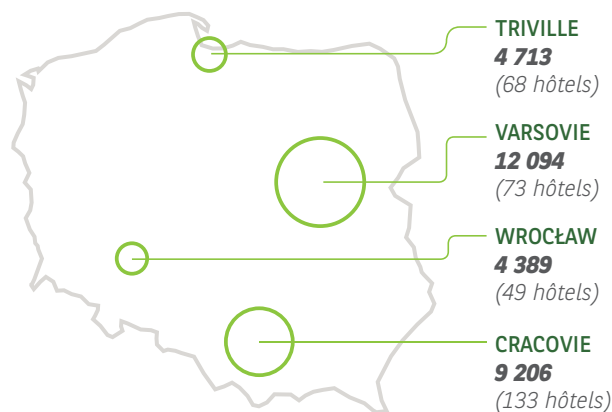 TRIVILLE
4 713
(68 hôtels)
VARSOVIE
12 094
(73 hôtels)
WROCŁAW
4 389
(49 hôtels)
CRACOVIE
9 206
(133 hôtels)